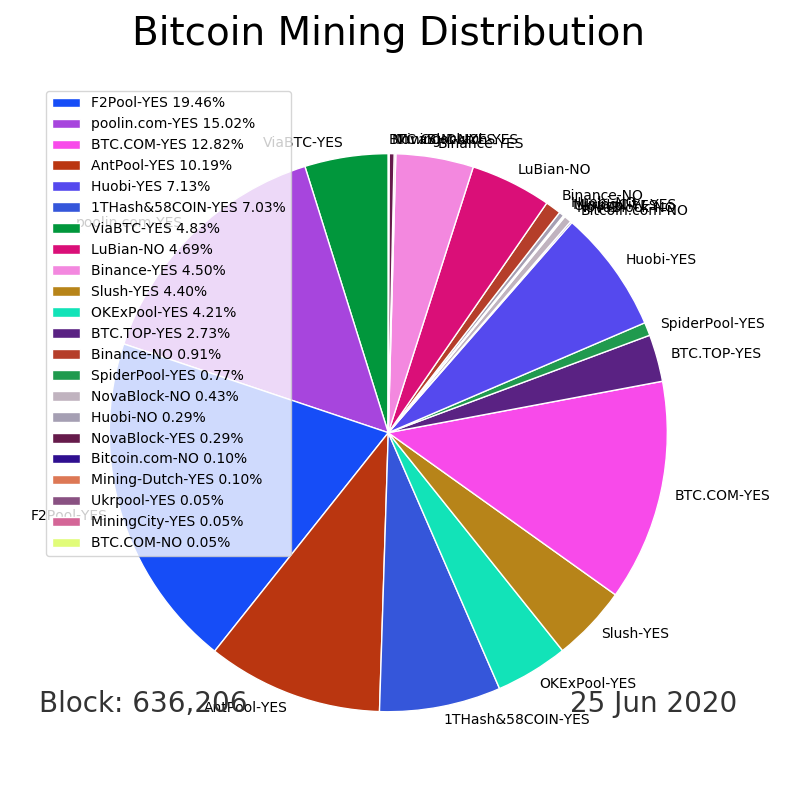 Bitcoin Mining Distribution
F2Pool-YES 19.46%
poolin.com-YES 15.02%
BTC.COM-YES 12.82%
AntPool-YES 10.19%
Huobi-YES 7.13%
1THash&58COIN-YES 7.03%
ViaBTC-YES 4.83%
LuBian-NO 4.69%
Binance-YES 4.50%
Slush-YES 4.40%
OKExPool-YES 4.21%
BTC.TOP-YES 2.73%
Binance-NO 0.91%
SpiderPool-YES 0.77%
NovaBlock-NO 0.43%
Huobi-NO 0.29%
NovaBlock-YES 0.29%
Bitcoin.com-NO 0.10%
Mining-Dutch-YES 0.10%
Ukrpool-YES 0.05%
MiningCity-YES 0.05%
BTC.COM-NO 0.05%
ViaBTC-YES
Binance-YES
LuBian-NO
Binance-NO
Bitcoin.com-NO
poolin.com-YES
Huobi-YES
SpiderPool-YES
BTC.TOP-YES
BTC.COM-YES
F2Pool-YES
Slush-YES
OKExPool-YES
AntPool-YES
1THash&58COIN-YES
Block: 636,206
25 Jun 2020